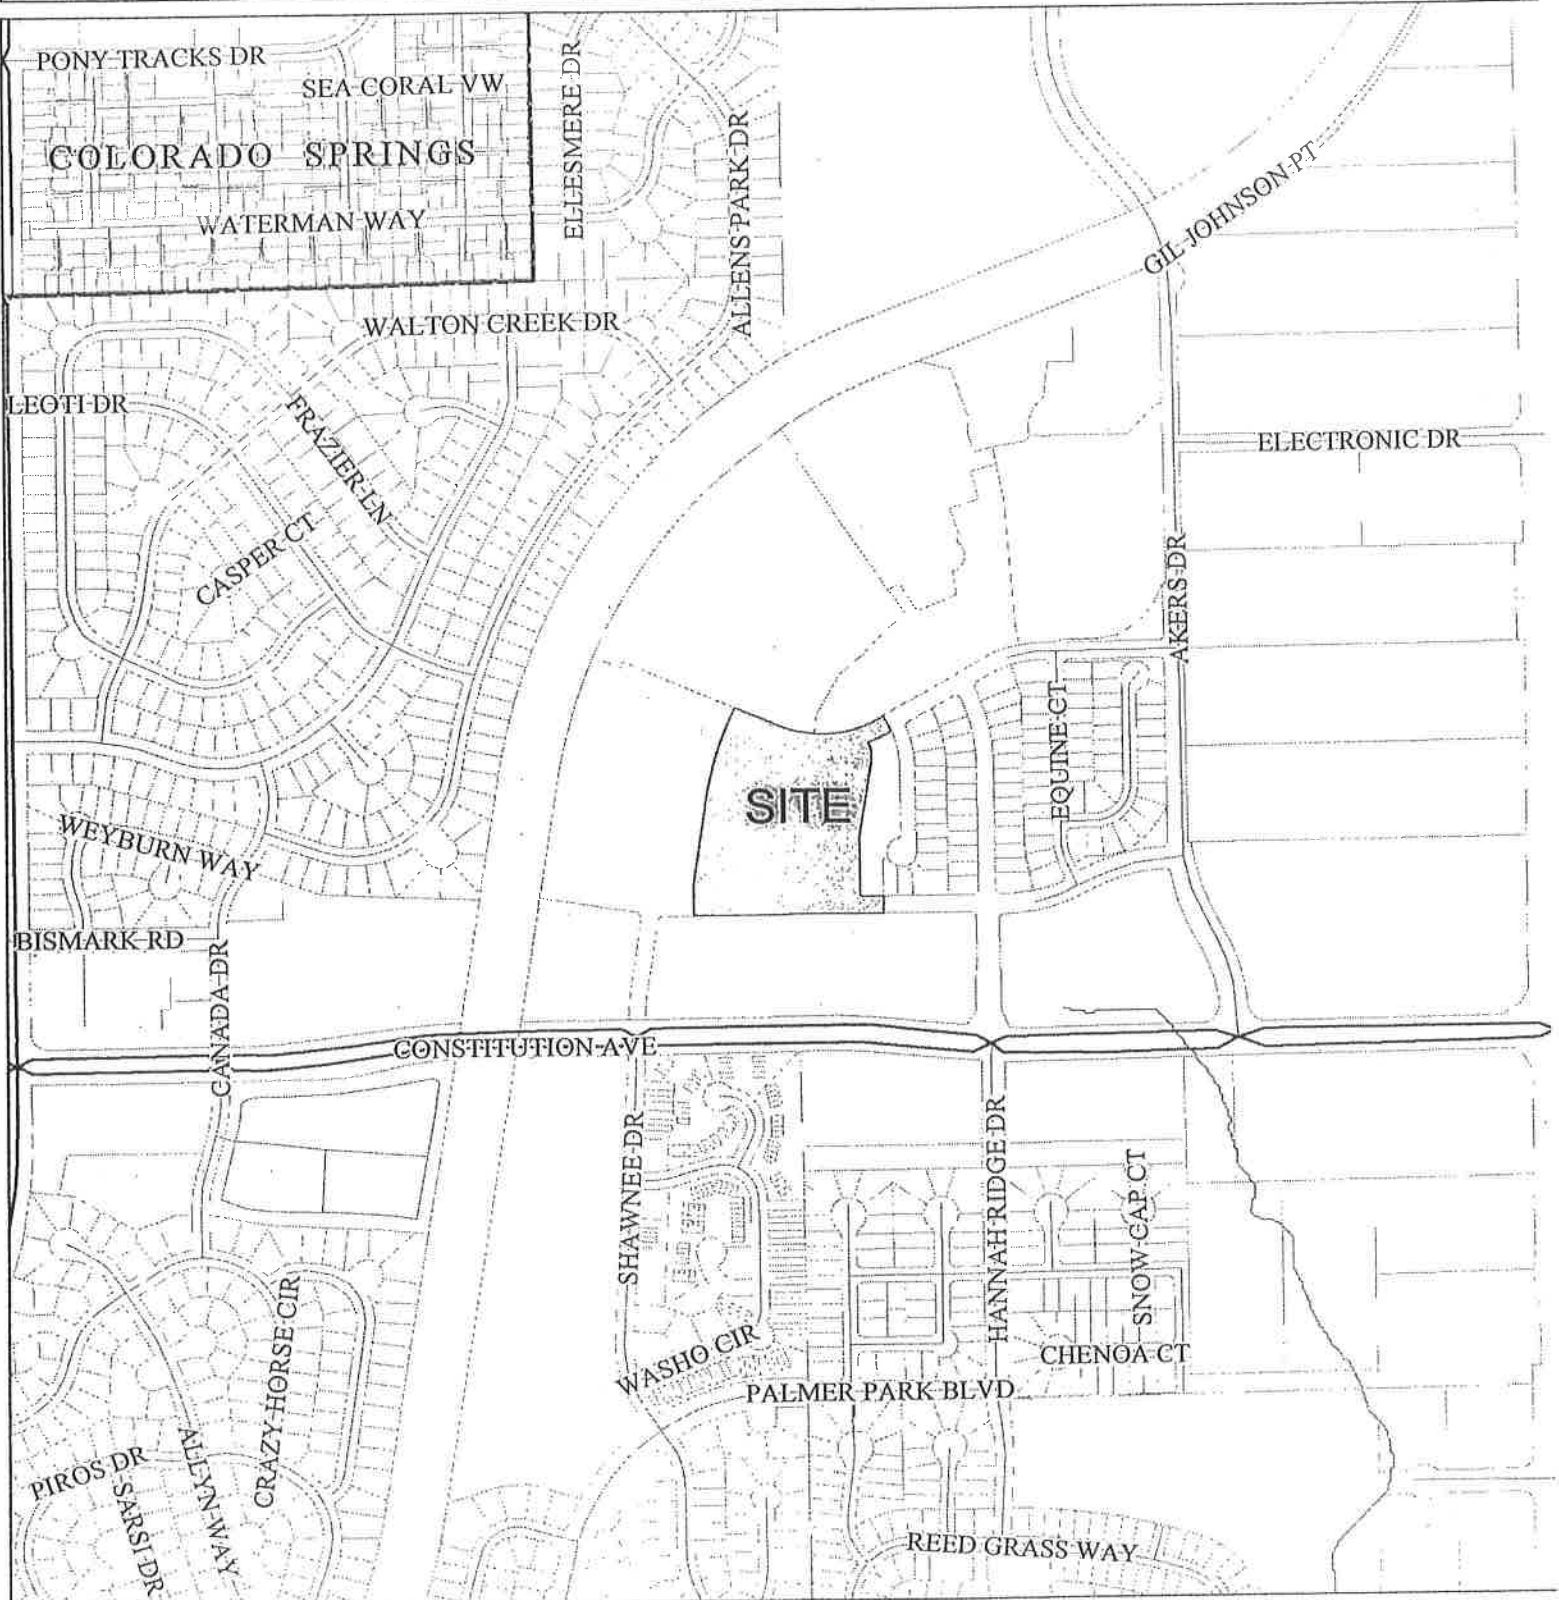 PONY TRACKS DR
SEA CORAL VW
COLORADO SPRINGS
WATERMAN WAY
ELLESMERE DR
ALLENS PARK DR
GIL JOHNSON PT
WALTON CREEK DR
LEOTI DR
FRAZIER LN
CASPER CT
ELECTRONIC DR
AKERS DR
EQUINE CT
SITE
WEYBURN WAY
BISMARK RD
CANADA DR
CONSTITUTION AVE
SHAWNEE DR
HANNAH RIDGE DR
SNOW CAP CT
CHENOA CT
WASHO CIR
PALMER PARK BLVD
CRAZY HORSE CIR
ALLYN WAY
PIROS DR
SARSI DR
REED GRASS WAY